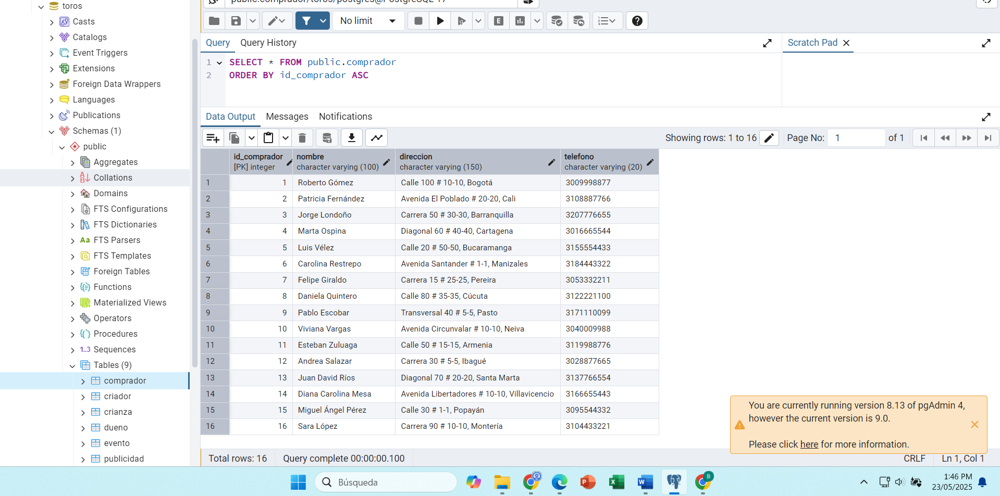 toros
Casts
Catalogs
Event Triggers
Extensions
Foreign Data Wrappers
Languages
Publications
Schemas (1)
public
Aggregates
Collations
Domains
FTS Configurations
FTS Dictionaries
Aa FTS Parsers
FTS Templates
Foreign Tables
Functions
Materialized Views
Operators
Procedures
1..3 Sequences
Tables (9)
comprador
criador
crianza
dueno
evento
publicidad
public.comprador/toros/postgres@PostgreSQL 17
No limit
E
Query Query History
Scratch Pad
1 SELECT * FROM public.comprador
2 ORDER BY id_comprador ASC
Data Output Messages Notifications
Showing rows: 1 to 16 Page No: 1 of 1
id_comprador nombre direccion telefono
[PK] integer character varying (100) character varying (150) character varying (20)
1 1 Roberto Gómez Calle 100 # 10-10, Bogotá 3009998877
2 2 Patricia Fernández Avenida El Poblado # 20-20, Cali 3108887766
3 3 Jorge Londoño Carrera 50 # 30-30, Barranquilla 3207776655
4 4 Marta Ospina Diagonal 60 # 40-40, Cartagena 3016665544
5 5 Luis Vélez Calle 20 # 50-50, Bucaramanga 3155554433
6 6 Carolina Restrepo Avenida Santander # 1-1, Manizales 3184443322
7 7 Felipe Giraldo Carrera 15 # 25-25, Pereira 3053332211
8 8 Daniela Quintero Calle 80 # 35-35, Cúcuta 3122221100
9 9 Pablo Escobar Transversal 40 # 5-5, Pasto 3171110099
10 10 Viviana Vargas Avenida Circunvalar # 10-10, Neiva 3040009988
11 11 Esteban Zuluaga Calle 50 # 15-15, Armenia 3119988776
12 12 Andrea Salazar Carrera 30 # 5-5, Ibagué 3028877665
13 13 Juan David Ríos Diagonal 70 # 20-20, Santa Marta 3137766554
14 14 Diana Carolina Mesa Avenida Libertadores # 10-10, Villavicencio 3166655443
15 15 Miguel Ángel Pérez Calle 30 # 1-1, Popayán 3095544332
16 16 Sara López Carrera 90 # 10-10, Montería 3104433221
You are currently running version 8.13 of pgAdmin 4,
however the current version is 9.0.
Please click here for more information.
Total rows: 16 Query complete 00:00:00.100
CRLF Ln 1, Col 1
Búsqueda
1:46 PM
23/05/2025